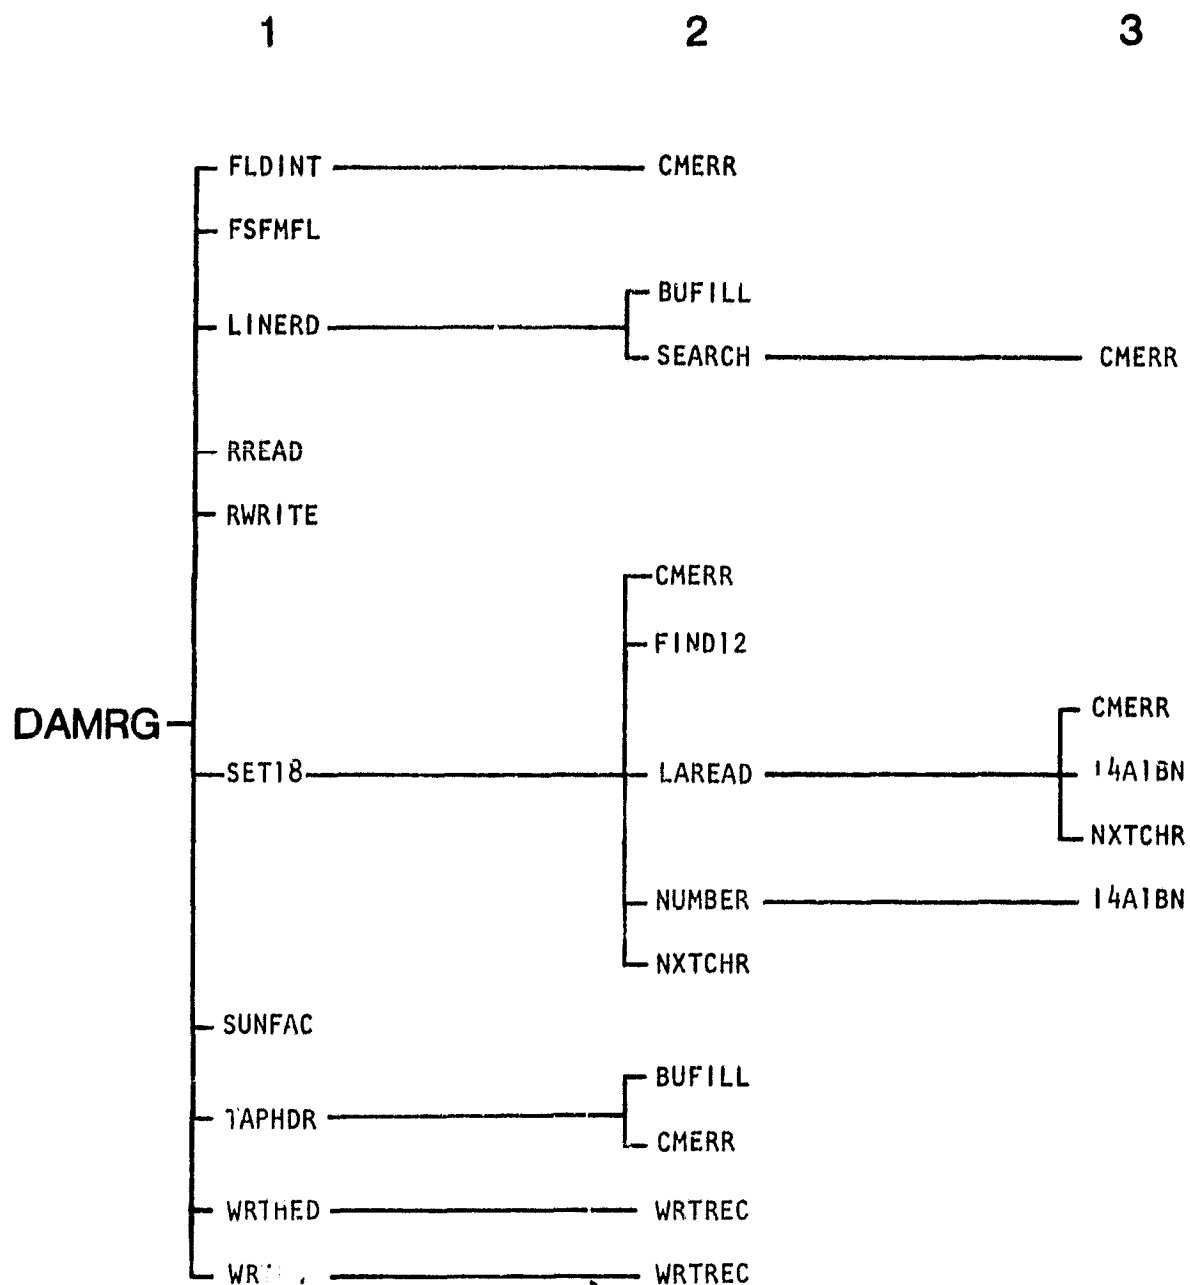 1 2 3
FLDINT CMERR
FSFMFL
BUFILL
LINERD
SEARCH CMERR
RREAD
RWRITE
CMERR
FIND12
CMERR
DAMRG
SET18 LAREAD I4A1BN
NXTCHR
NUMBER I4A1BN
NXTCHR
SUNFAC
BUFILL
TAPHDR
CMERR
WRTHED WRTREC
WRTREC